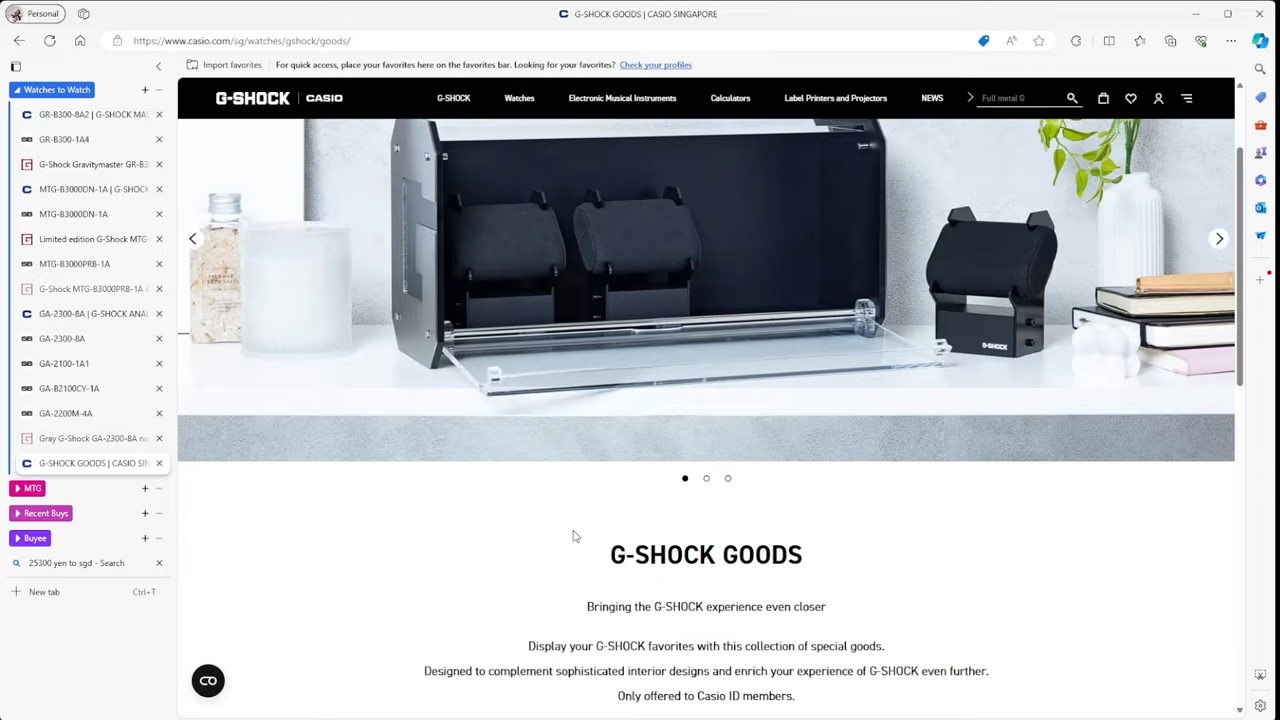 Personal
G-SHOCK GOODS | CASIO SINGAPORE
https://www.casio.com/sg/watches/gshock/goods/
Import favorites
For quick access, place your favorites here on the favorites bar. Looking for your favorites? Check your profiles
Watches to Watch
GR-B300-8A2 | G-SHOCK MAS
GR-B300-1A4
G-Shock Gravitymaster GR-B3
MTG-B3000DN-1A | G-SHOCK
MTG-B3000DN-1A
Limited edition G-Shock MTG-
MTG-B3000PRB-1A
G-Shock MTG-B3000PRB-1A A
GA-2300-8A | G-SHOCK ANAL
GA-2300-8A
GA-2100-1A1
GA-B2100CY-1A
GA-2200M-4A
Gray G-Shock GA-2300-8A no
G-SHOCK GOODS | CASIO SIN
MTG
Recent Buys
Buyee
25300 yen to sgd - Search
New tab
Ctrl+T
G-SHOCK | CASIO
G-SHOCK
Watches
Electronic Musical Instruments
Calculators
Label Printers and Projectors
NEWS
Full metal G
G-SHOCK
G-SHOCK GOODS
Bringing the G-SHOCK experience even closer
Display your G-SHOCK favorites with this collection of special goods.
Designed to complement sophisticated interior designs and enrich your experience of G-SHOCK even further.
Only offered to Casio ID members.